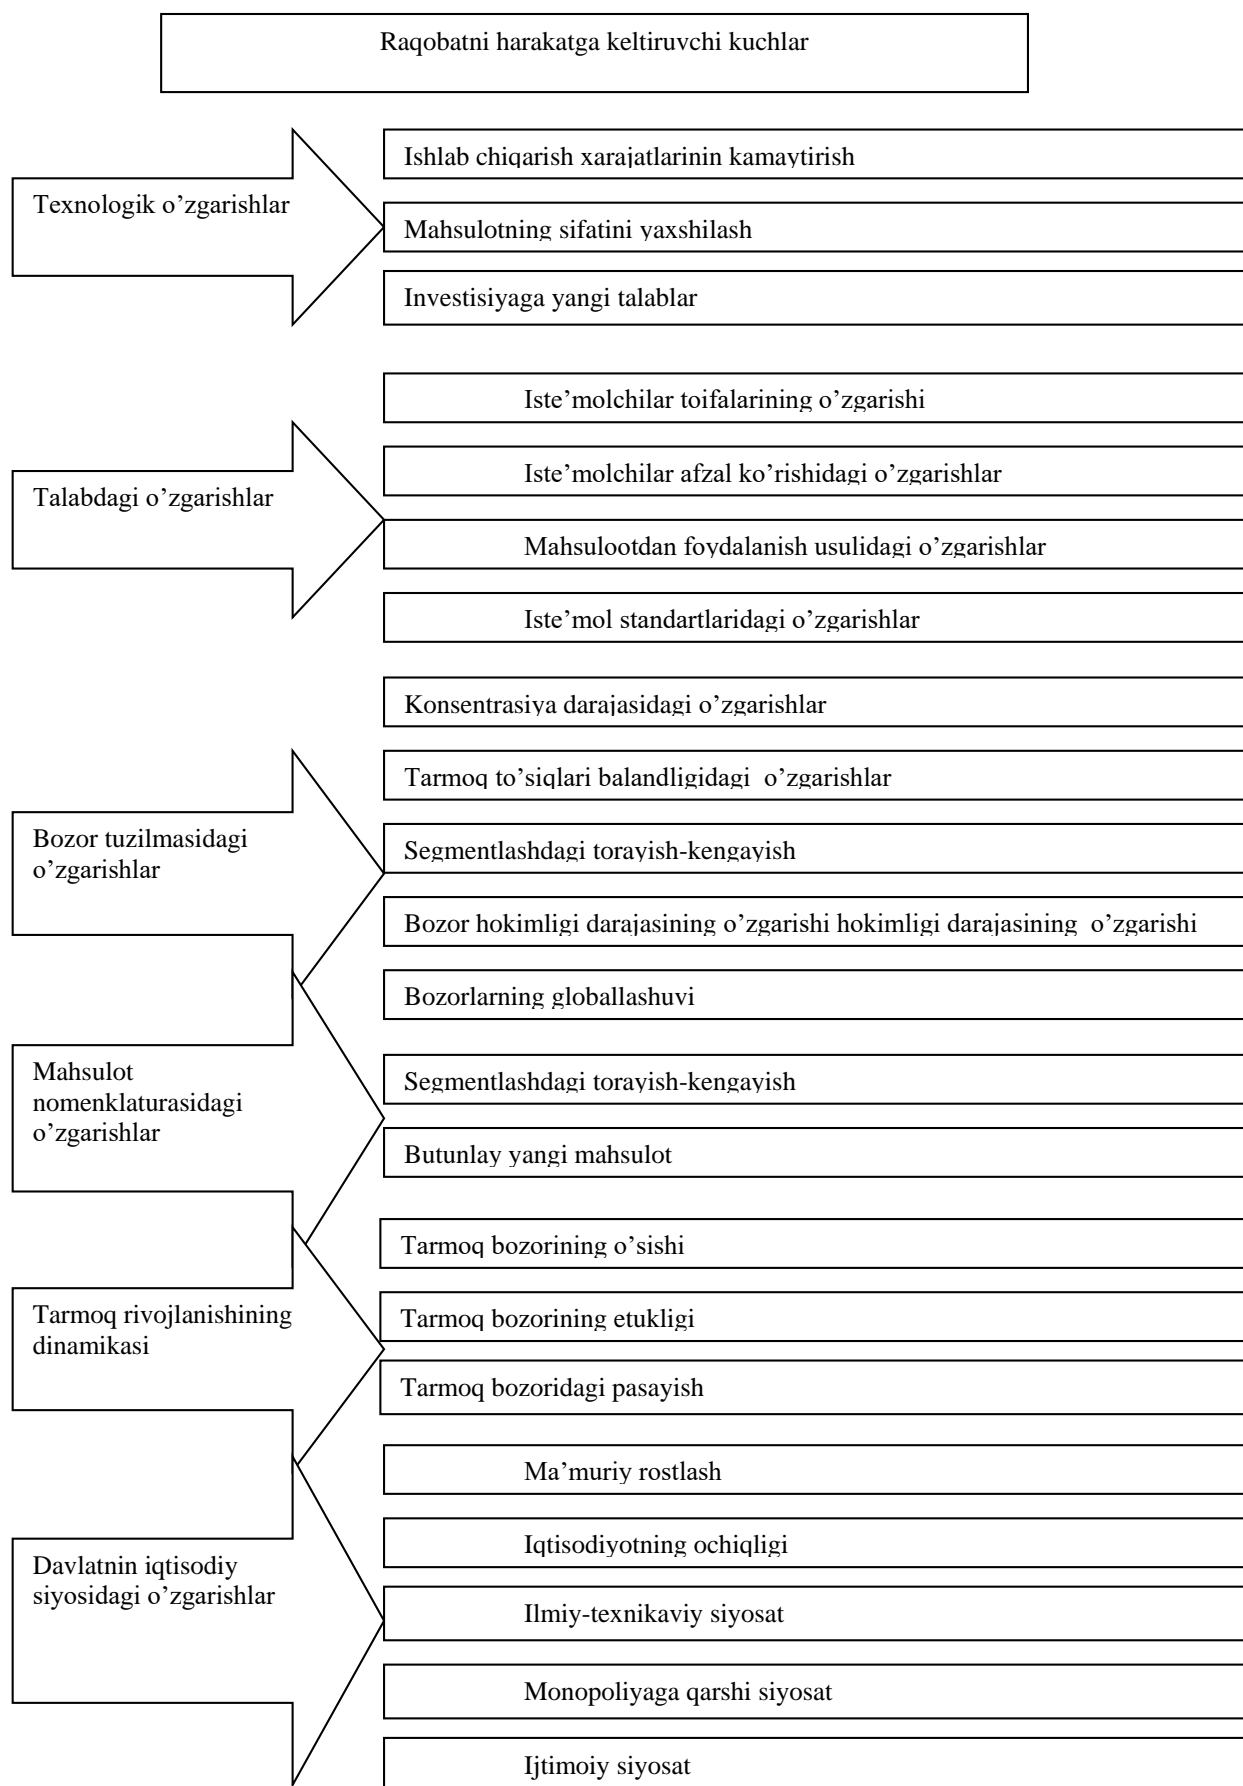 Raqobatni harakatga keltiruvchi kuchlar
Texnologik o’zgarishlar
Ishlab chiqarish xarajatlarinin kamaytirish
Mahsulotning sifatini yaxshilash
Investisiyaga yangi talablar
Talabdagi o’zgarishlar
Iste’molchilar toifalarining o’zgarishi
Iste’molchilar afzal ko’rishidagi o’zgarishlar
Mahsulootdan foydalanish usulidagi o’zgarishlar
Iste’mol standartlaridagi o’zgarishlar
Bozor tuzilmasidagi
o’zgarishlar
Konsentrasiya darajasidagi o’zgarishlar
Tarmoq to’siqlari balandligidagi o’zgarishlar
Segmentlashdagi torayish-kengayish
Bozor hokimligi darajasining o’zgarishi hokimligi darajasining o’zgarishi
Bozorlarning globallashuvi
Mahsulot
nomenklaturasidagi
o’zgarishlar
Segmentlashdagi torayish-kengayish
Butunlay yangi mahsulot
Tarmoq rivojlanishining
dinamikasi
Tarmoq bozorining o’sishi
Tarmoq bozorining etukligi
Tarmoq bozoridagi pasayish
Davlatnin iqtisodiy
siyosidagi o’zgarishlar
Ma’muriy rostlash
Iqtisodiyotning ochiqligi
Ilmiy-texnikaviy siyosat
Monopoliyaga qarshi siyosat
Ijtimoiy siyosat